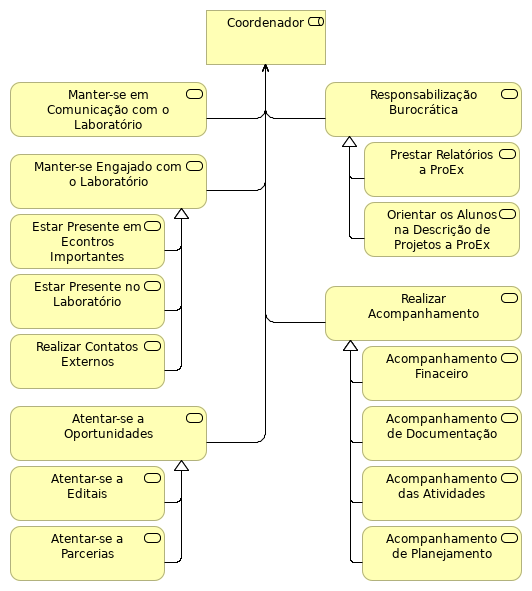 Coordenador
Manter-se em
Comunicação com o
Laboratório
Manter-se Engajado com
o Laboratório
Estar Presente em
Econtros
Importantes
Estar Presente no
Laboratório
Realizar Contatos
Externos
Atentar-se a
Oportunidades
Atentar-se a
Editais
Atentar-se a
Parcerias
Responsabilização
Burocrática
Prestar Relatórios
a ProEx
Orientar os Alunos
na Descrição de
Projetos a ProEx
Realizar
Acompanhamento
Acompanhamento
Finaceiro
Acompanhamento
de Documentação
Acompanhamento
das Atividades
Acompanhamento
de Planejamento